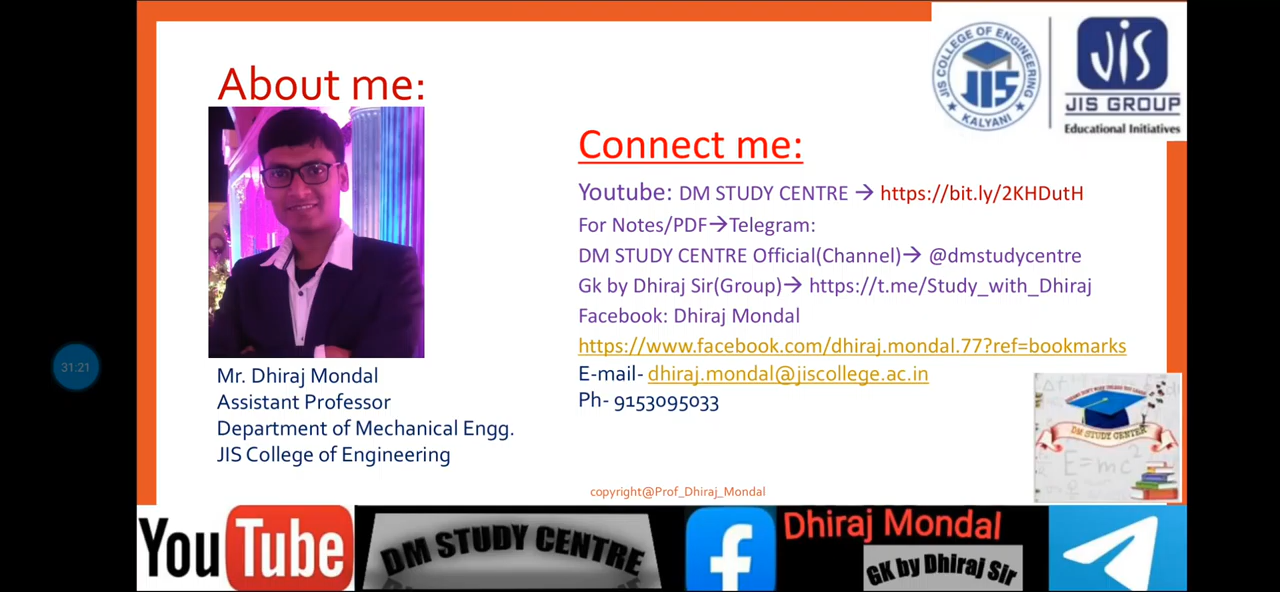 About me:
JIS COLLEGE OF ENGINEERING
JIS
KALYANI
JIS
JIS GROUP
Educational Initiatives
Connect me:
Youtube: DM STUDY CENTRE → https://bit.ly/2KHDutH
For Notes/PDF→Telegram:
DM STUDY CENTRE Official(Channel)→ @dmstudycentre
Gk by Dhiraj Sir(Group)→ https://t.me/Study_with_Dhiraj
Facebook: Dhiraj Mondal
https://www.facebook.com/dhiraj.mondal.77?ref=bookmarks
E-mail- dhiraj.mondal@jiscollege.ac.in
Ph- 9153095033
31:21
Mr. Dhiraj Mondal
Assistant Professor
Department of Mechanical Engg.
JIS College of Engineering
DM STUDY CENTER
E=mc²
copyright@Prof_Dhiraj_Mondal
YouTube
DM STUDY CENTRE
f
Dhiraj Mondal
GK by Dhiraj Sir